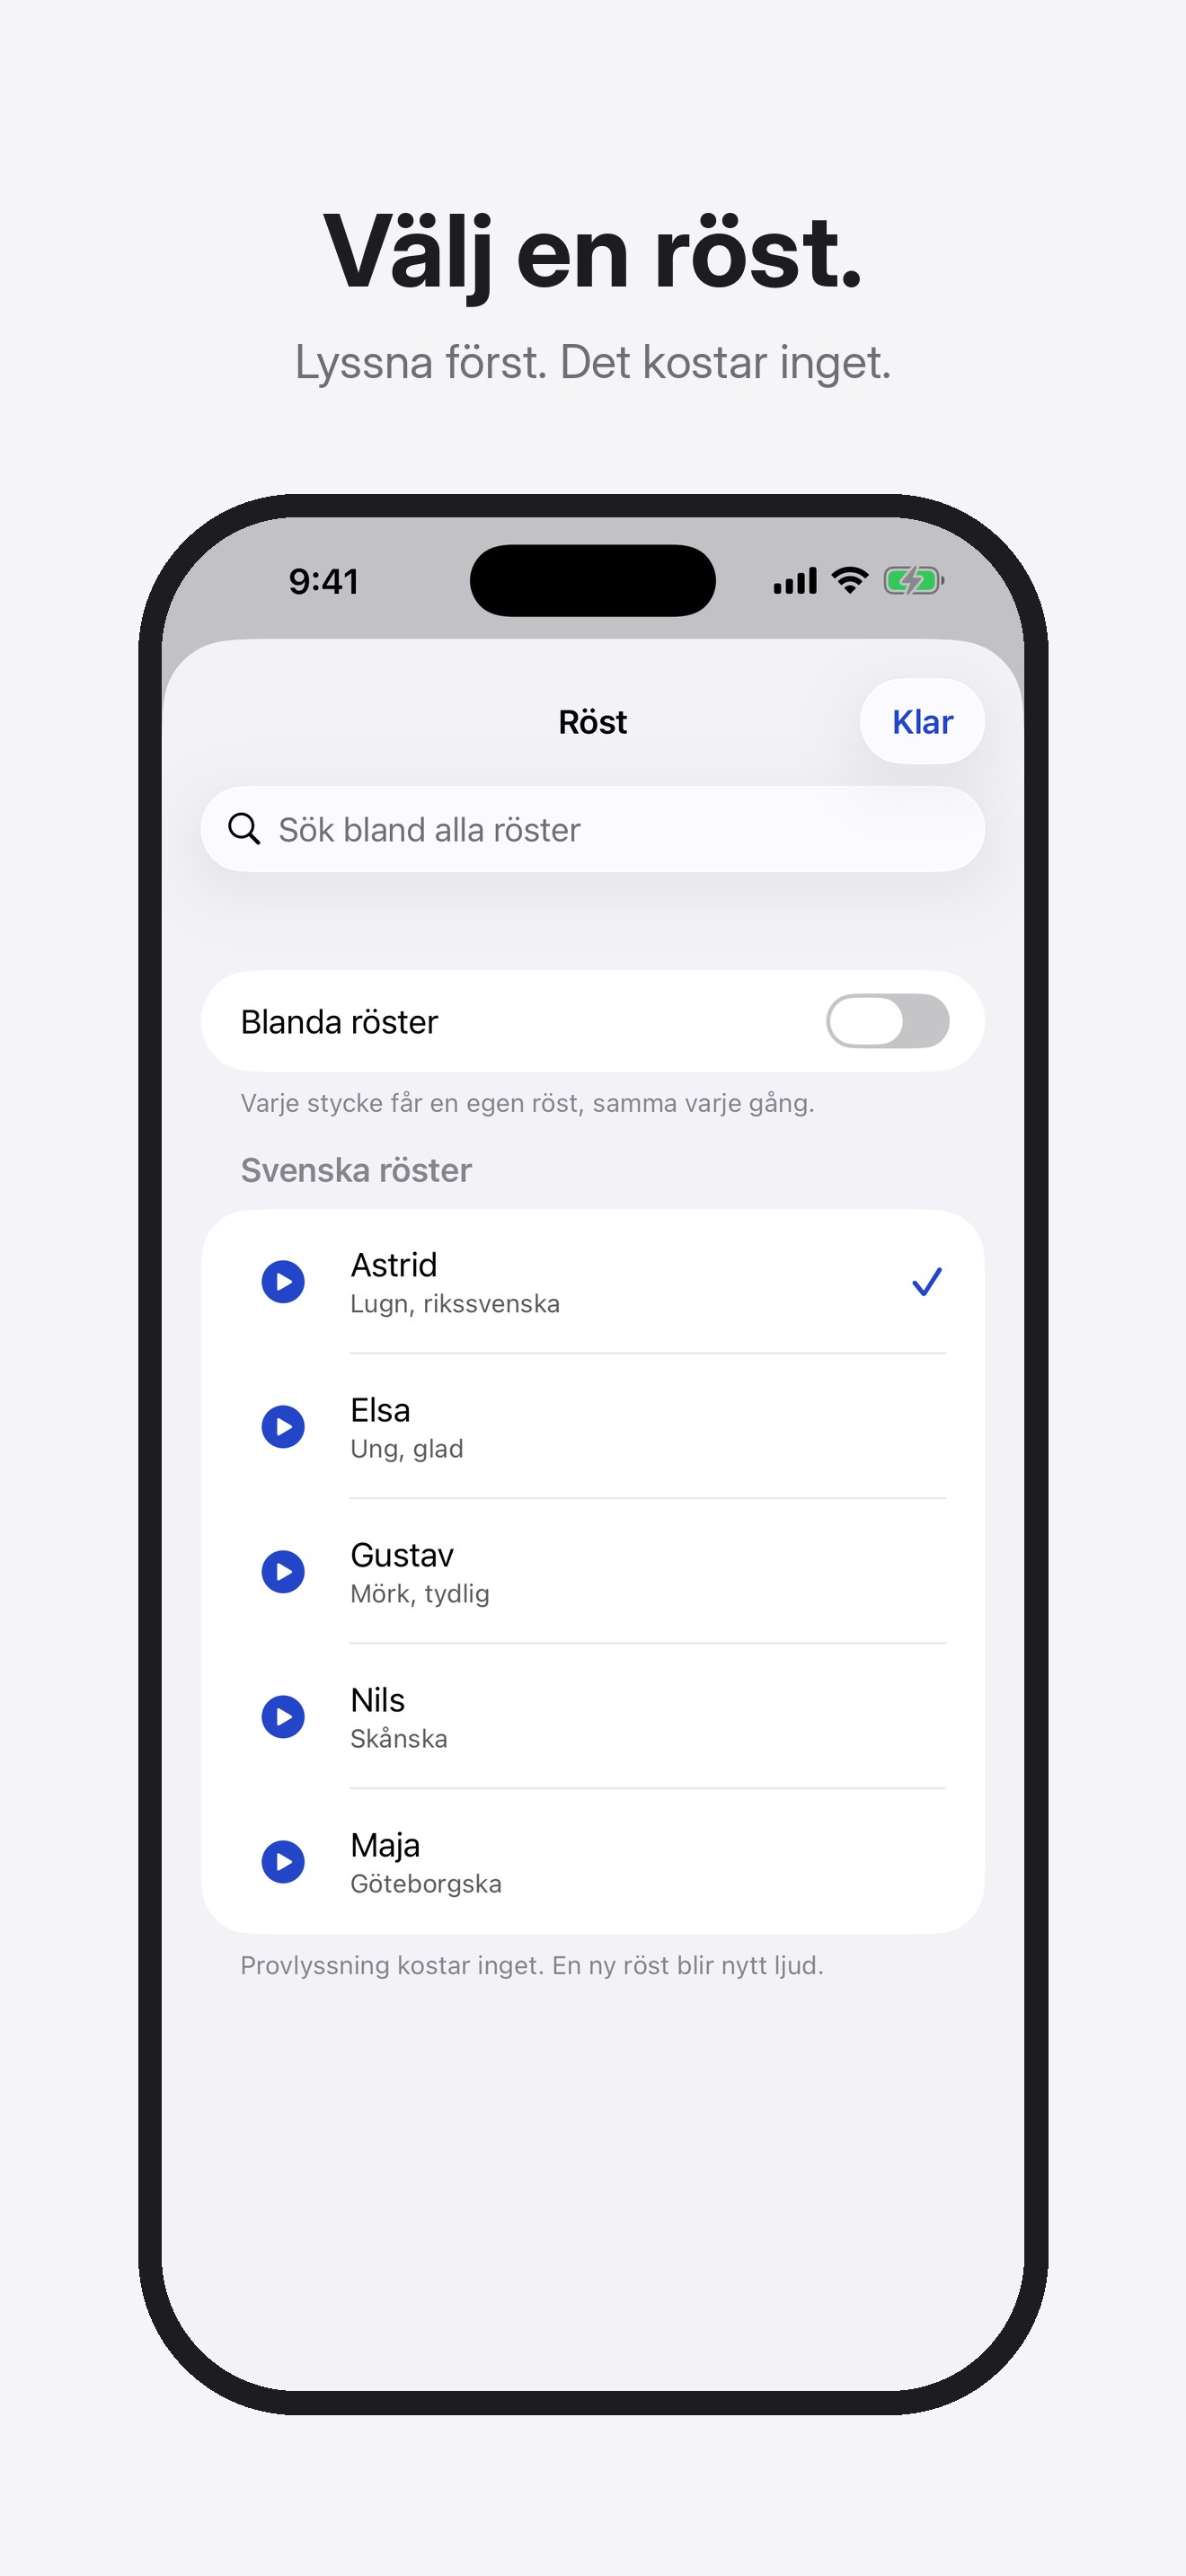 Välj en röst.
Lyssna först. Det kostar inget.
9:41
Röst
Klar
Sök bland alla röster
Blanda röster
Varje stycke får en egen röst, samma varje gång.
Svenska röster
Astrid
Lugn, rikssvenska
Elsa
Ung, glad
Gustav
Mörk, tydlig
Nils
Skånska
Maja
Göteborgska
Provlyssning kostar inget. En ny röst blir nytt ljud.